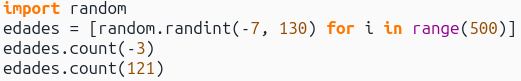 import random
edades = [random.randint(-7, 130) for i in range(500)]
edades.count(-3)
edades.count(121)